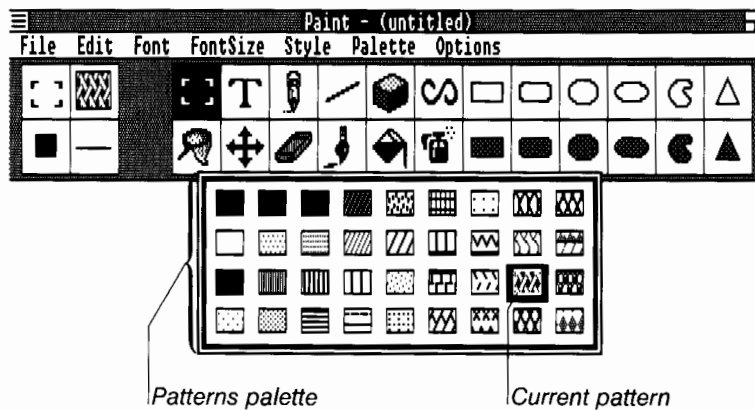 Paint - (untitled)
File Edit Font FontSize Style Palette Options
T
Patterns palette
Current pattern